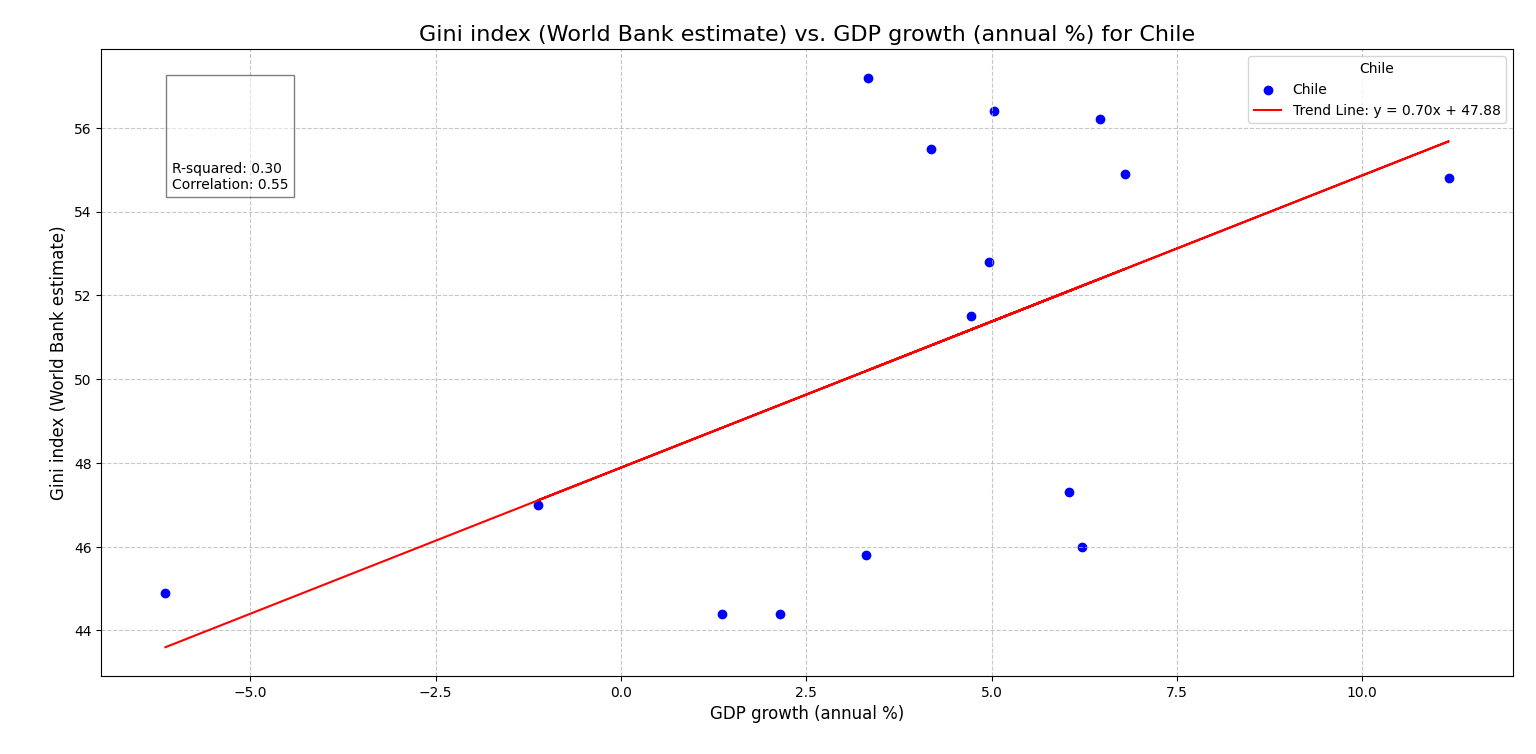 Gini index (World Bank estimate) vs. GDP growth (annual %) for Chile
Chile
Chile
Trend Line: y = 0.70x + 47.88
R-squared: 0.30
Correlation: 0.55
Gini index (World Bank estimate)
56
54
52
50
48
46
44
−5.0
−2.5
0.0
2.5
5.0
7.5
10.0
GDP growth (annual %)